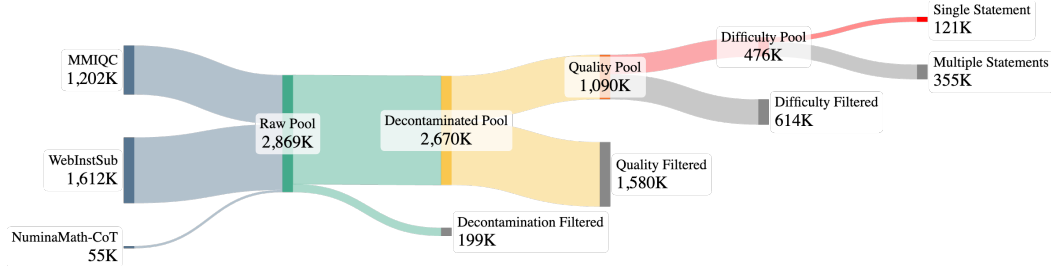 MMIQC
1,202K
WebInstSub
1,612K
NuminaMath-CoT
55K
Raw Pool
2,869K
Decontaminated Pool
2,670K
Decontamination Filtered
199K
Quality Pool
1,090K
Quality Filtered
1,580K
Difficulty Pool
476K
Difficulty Filtered
614K
Single Statement
121K
Multiple Statements
355K